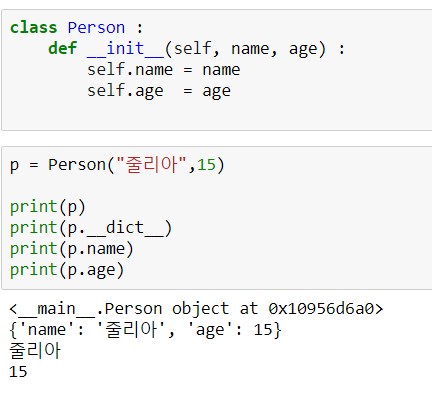 class Person :
    def __init__(self, name, age) :
        self.name = name
        self.age  = age
p = Person("줄리아",15)
print(p)
print(p.__dict__)
print(p.name)
print(p.age)
<__main__.Person object at 0x10956d6a0>
{'name': '줄리아', 'age': 15}
줄리아
15